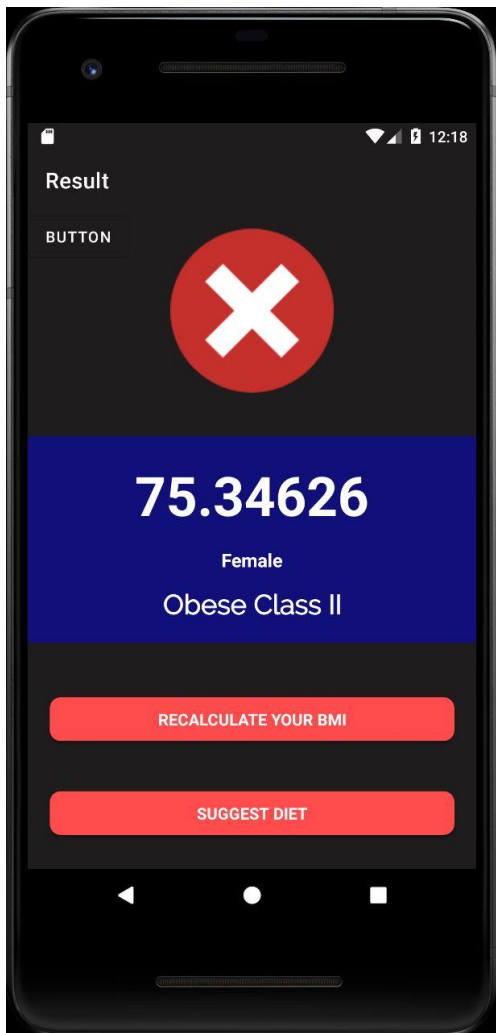 12:18
Result
BUTTON
75.34626
Female
Obese Class II
RECALCULATE YOUR BMI
SUGGEST DIET